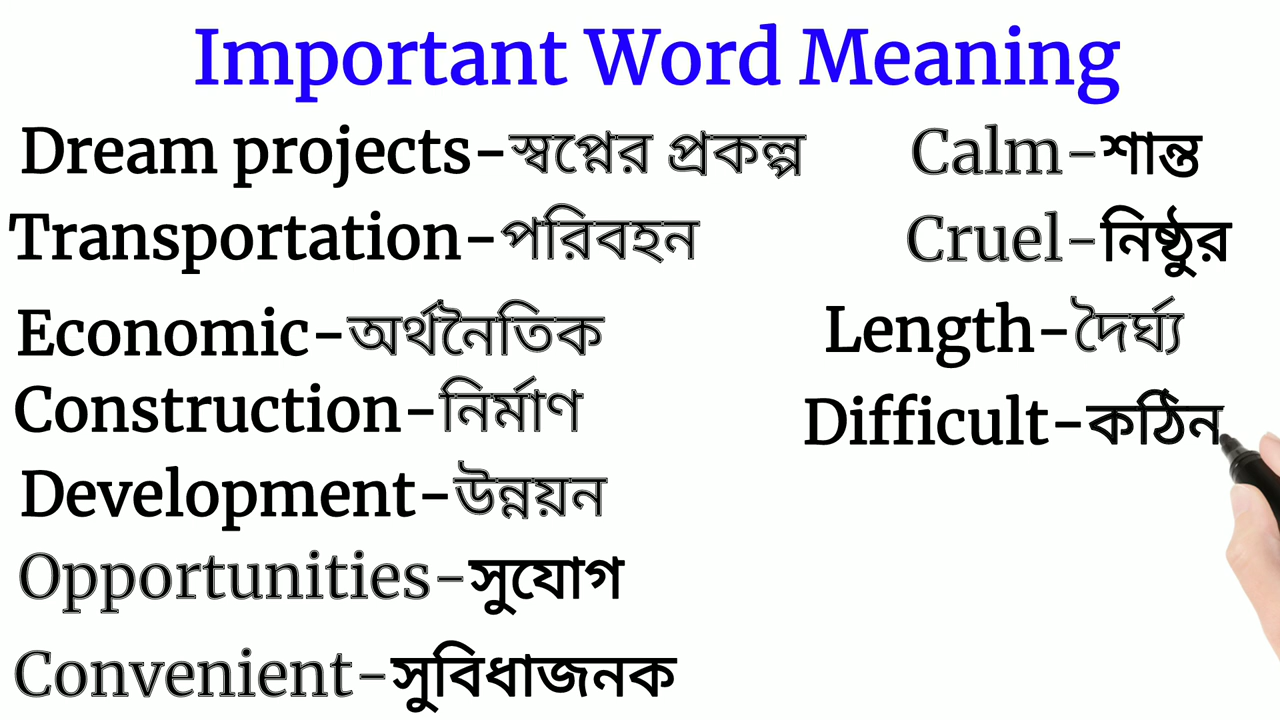 Important Word Meaning
Dream projects-স্বপ্নের প্রকল্প
Transportation-পরিবহন
Economic-অর্থনৈতিক
Construction-নির্মাণ
Development-উন্নয়ন
Opportunities-সুযোগ
Convenient-সুবিধাজনক
Calm-শান্ত
Cruel-নিষ্ঠুর
Length-দৈর্ঘ্য
Difficult-কঠিন